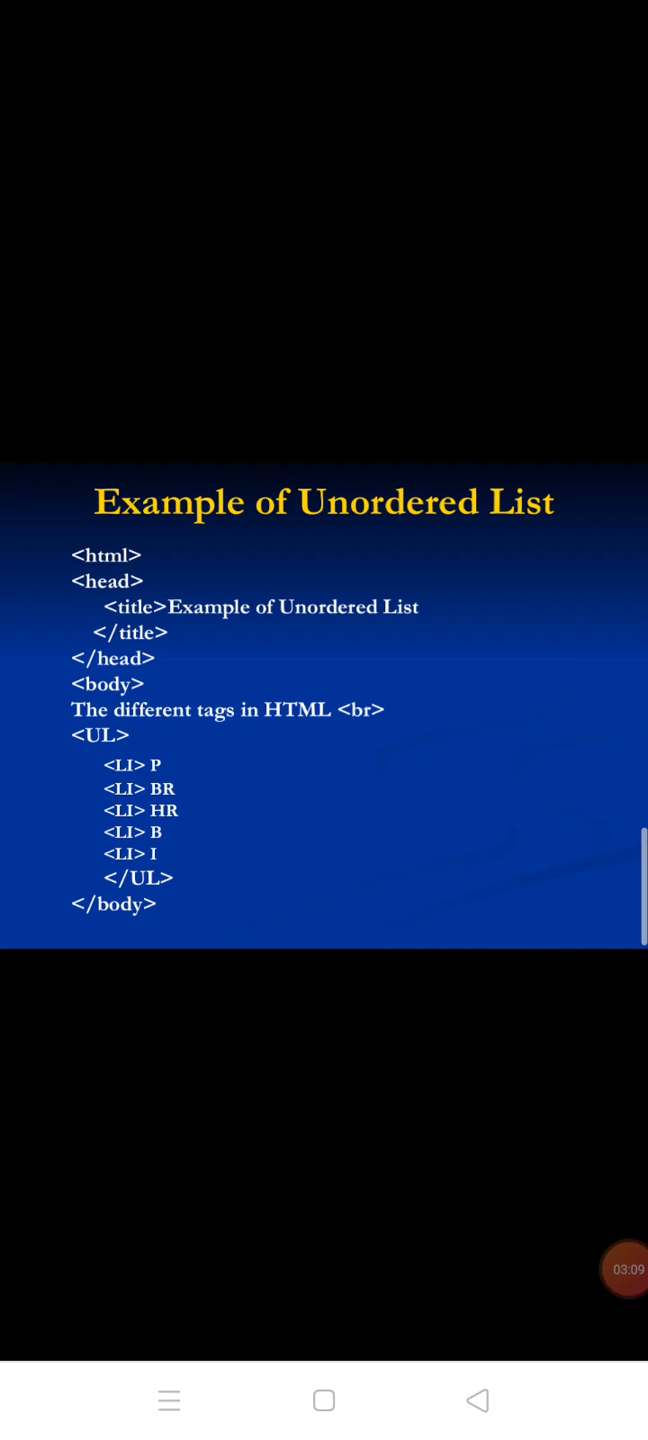 Example of Unordered List
<html>
<head>
<title>Example of Unordered List
</title>
</head>
<body>
The different tags in HTML <br>
<UL>
<LI> P
<LI> BR
<LI> HR
<LI> B
<LI> I
</UL>
</body>
03:09